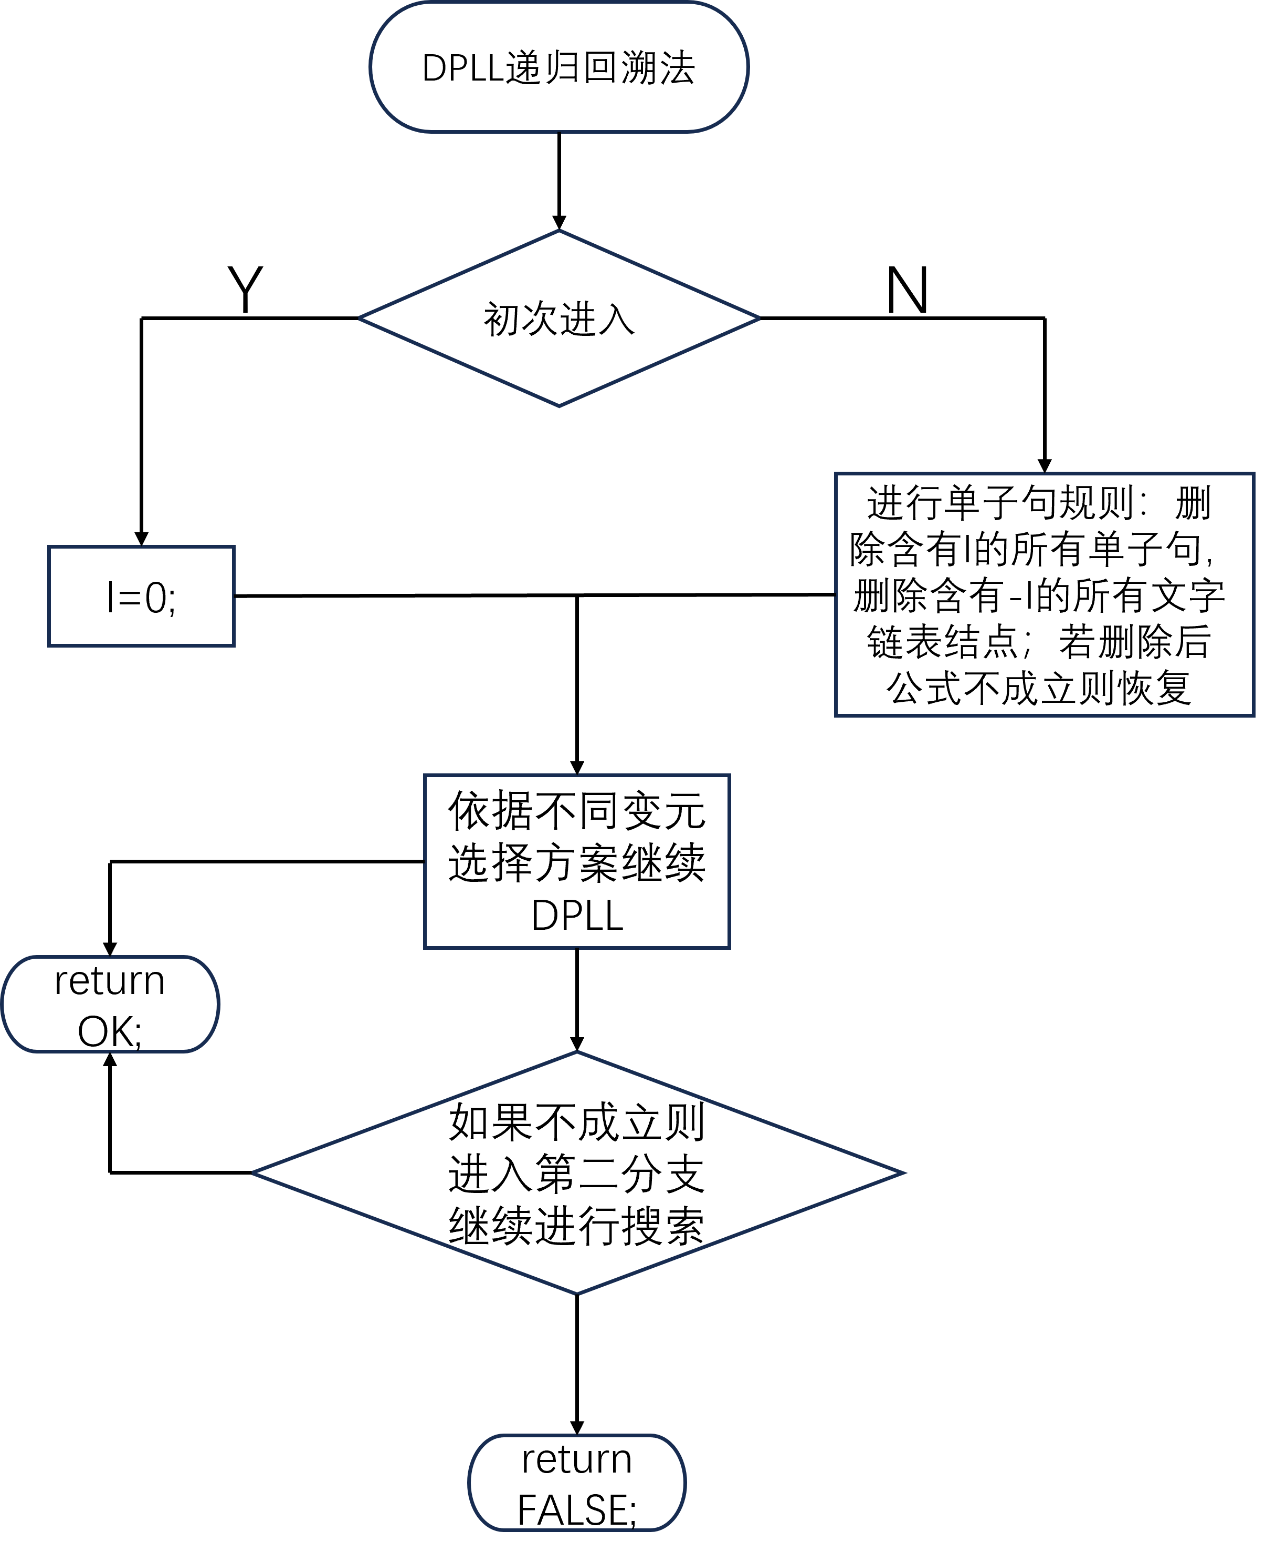 DPLL递归回溯法
Y
N
初次进入
l=0;
进行单子句规则：删
除含有l的所有单子句，
删除含有-l的所有文字
链表结点；若删除后
公式不成立则恢复
依据不同变元
选择方案继续
DPLL
return
OK;
如果不成立则
进入第二分支
继续进行搜索
return
FALSE;